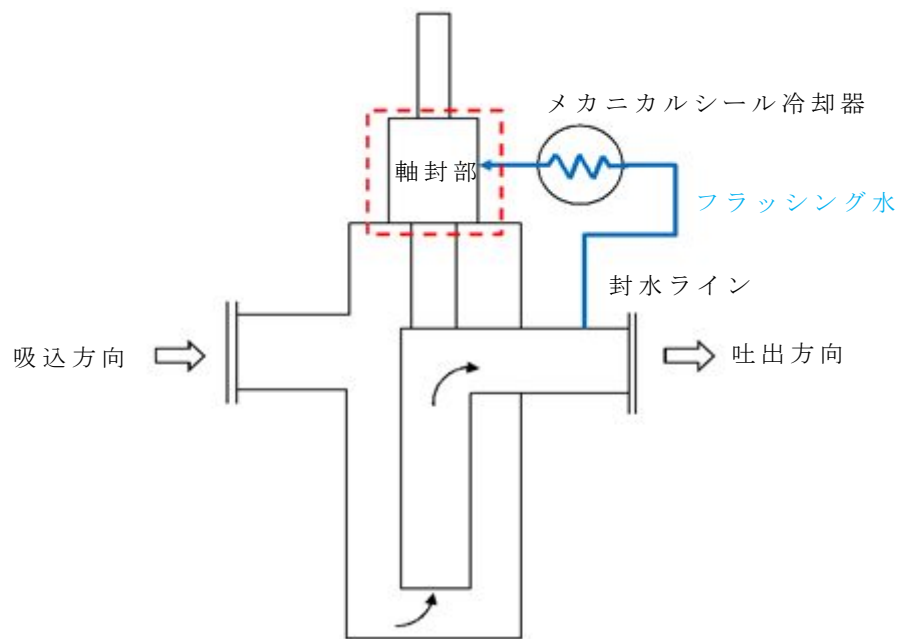 メカニカルシール冷却器
軸封部
フラッシング水
封水ライン
吸込方向
吐出方向